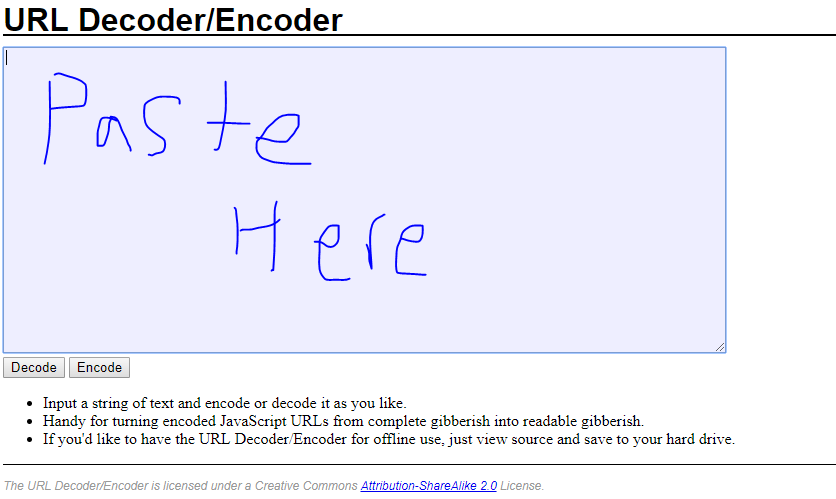 URL Decoder/Encoder
Paste
Here
Decode Encode
Input a string of text and encode or decode it as you like.
Handy for turning encoded JavaScript URLs from complete gibberish into readable gibberish.
If you'd like to have the URL Decoder/Encoder for offline use, just view source and save to your hard drive.
The URL Decoder/Encoder is licensed under a Creative Commons Attribution-ShareAlike 2.0 License.